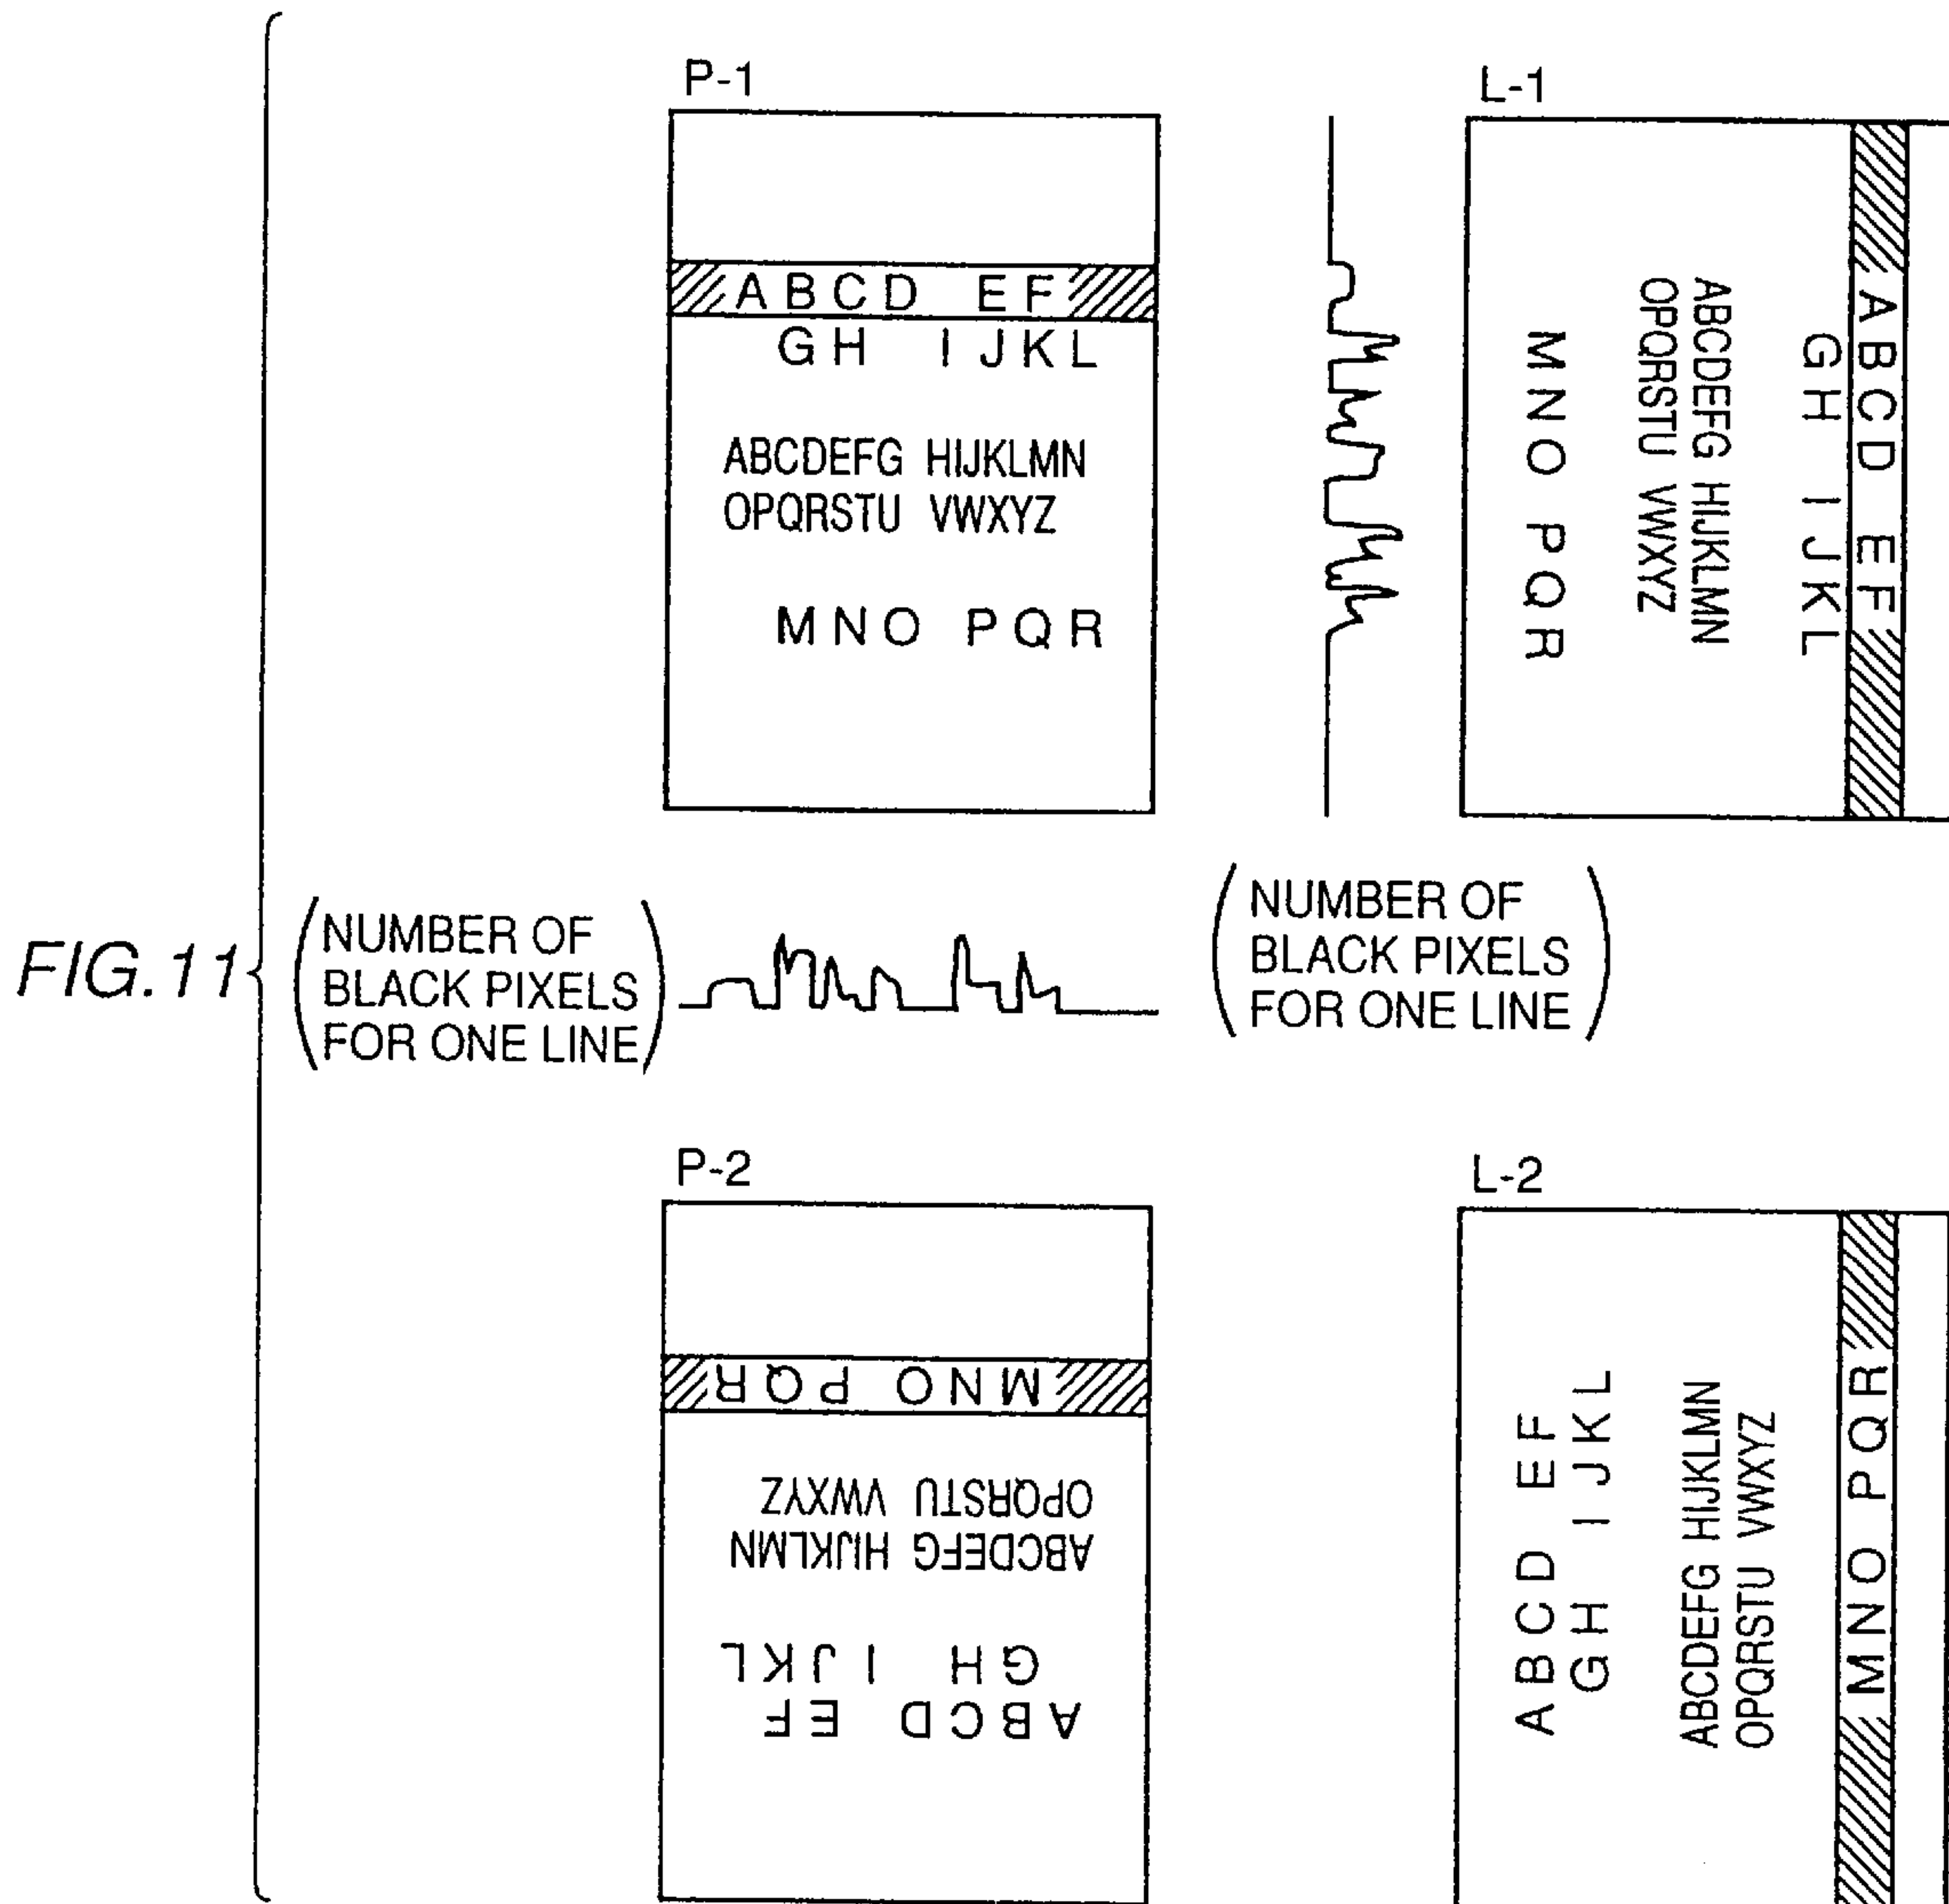 FIG.11
P-1
ABCD EF
GH IJKL
ABCDEFG HIJKLMN
OPQRSTU VWXYZ
MNO PQR
L-1
ABCD EF
GH IJKL
ABCDEFG HIJKLMN
OPQRSTU VWXYZ
MNO PQR
(NUMBER OF
BLACK PIXELS
FOR ONE LINE)
(NUMBER OF
BLACK PIXELS
FOR ONE LINE)
P-2
ABCD EF
GH IJKL
ABCDEFG HIJKLMN
OPQRSTU VWXYZ
MNO PQR
L-2
ABCD EF
GH IJKL
ABCDEFG HIJKLMN
OPQRSTU VWXYZ
MNO PQR